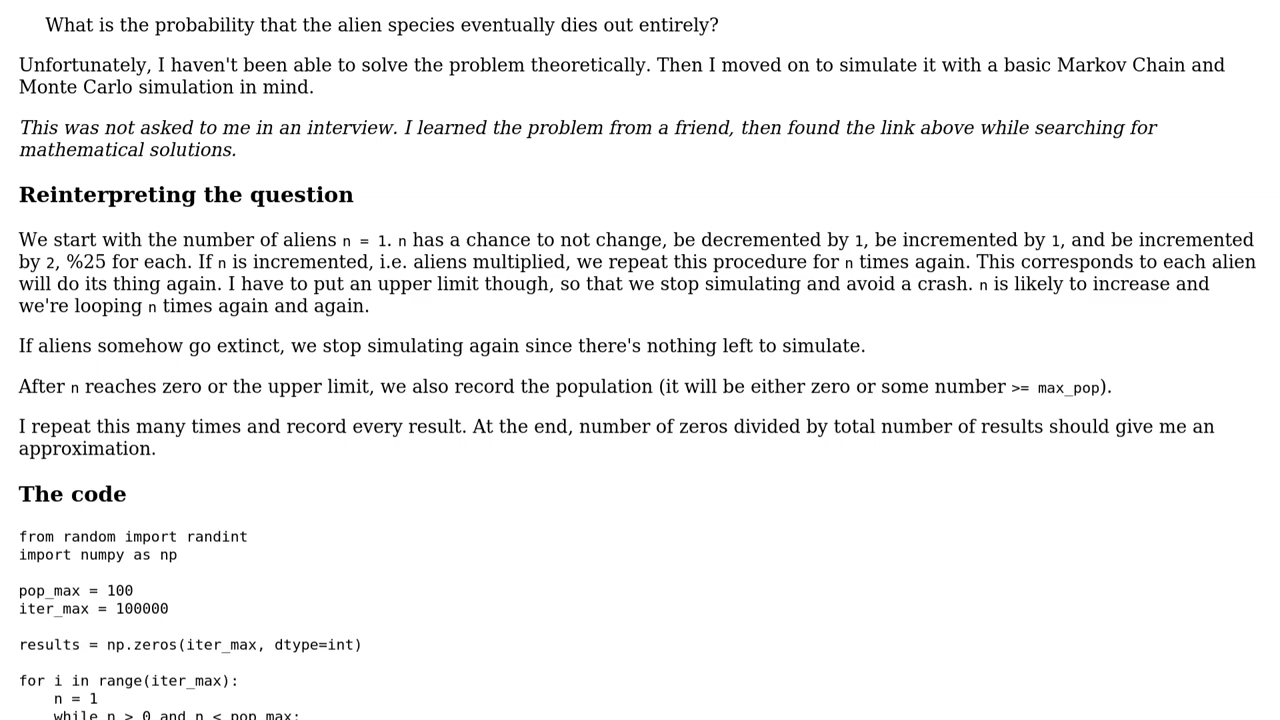 What is the probability that the alien species eventually dies out entirely?
Unfortunately, I haven't been able to solve the problem theoretically. Then I moved on to simulate it with a basic Markov Chain and
Monte Carlo simulation in mind.
This was not asked to me in an interview. I learned the problem from a friend, then found the link above while searching for
mathematical solutions.
Reinterpreting the question
We start with the number of aliens n = 1. n has a chance to not change, be decremented by 1, be incremented by 1, and be incremented
by 2, %25 for each. If n is incremented, i.e. aliens multiplied, we repeat this procedure for n times again. This corresponds to each alien
will do its thing again. I have to put an upper limit though, so that we stop simulating and avoid a crash. n is likely to increase and
we're looping n times again and again.
If aliens somehow go extinct, we stop simulating again since there's nothing left to simulate.
After n reaches zero or the upper limit, we also record the population (it will be either zero or some number >= max_pop).
I repeat this many times and record every result. At the end, number of zeros divided by total number of results should give me an
approximation.
The code
from random import randint
import numpy as np
pop_max = 100
iter_max = 100000
results = np.zeros(iter_max, dtype=int)
for i in range(iter_max):
    n = 1
    while n > 0 and n < pop_max: